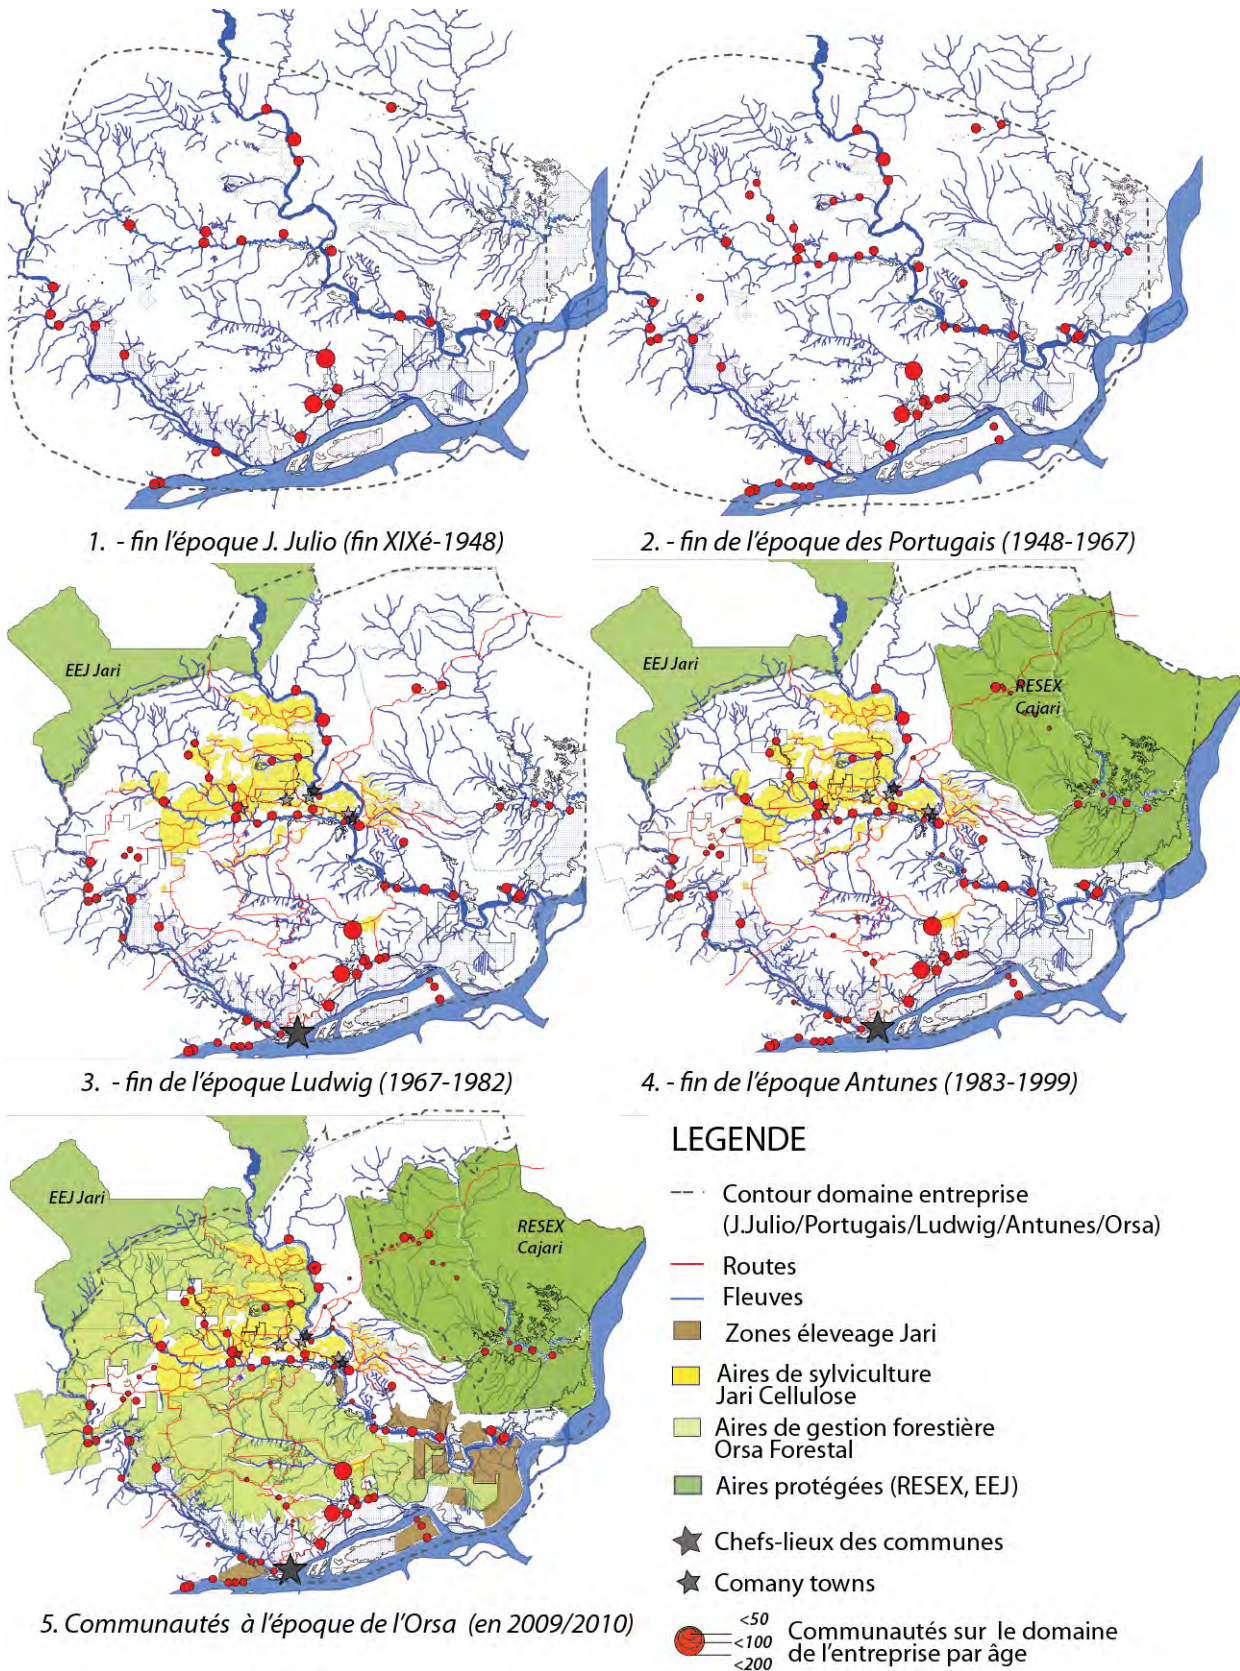 1. - fin l'époque J. Julio (fin XIXé-1948)
2. - fin de l'époque des Portugais (1948-1967)
EEJ Jari
3. - fin de l'époque Ludwig (1967-1982)
EEJ Jari
RESEX
Cajari
4. - fin de l'époque Antunes (1983-1999)
EEJ Jari
RESEX
Cajari
5. Communautés à l'époque de l'Orsa (en 2009/2010)
LEGENDE
Contour domaine entreprise
(J.Julio/Portugais/Ludwig/Antunes/Orsa)
Routes
Fleuves
Zones éleveage Jari
Aires de sylviculture
Jari Cellulose
Aires de gestion forestière
Orsa Forestal
Aires protégées (RESEX, EEJ)
Chefs-lieux des communes
Comany towns
<50
<100
<200
Communautés sur le domaine
de l'entreprise par âge